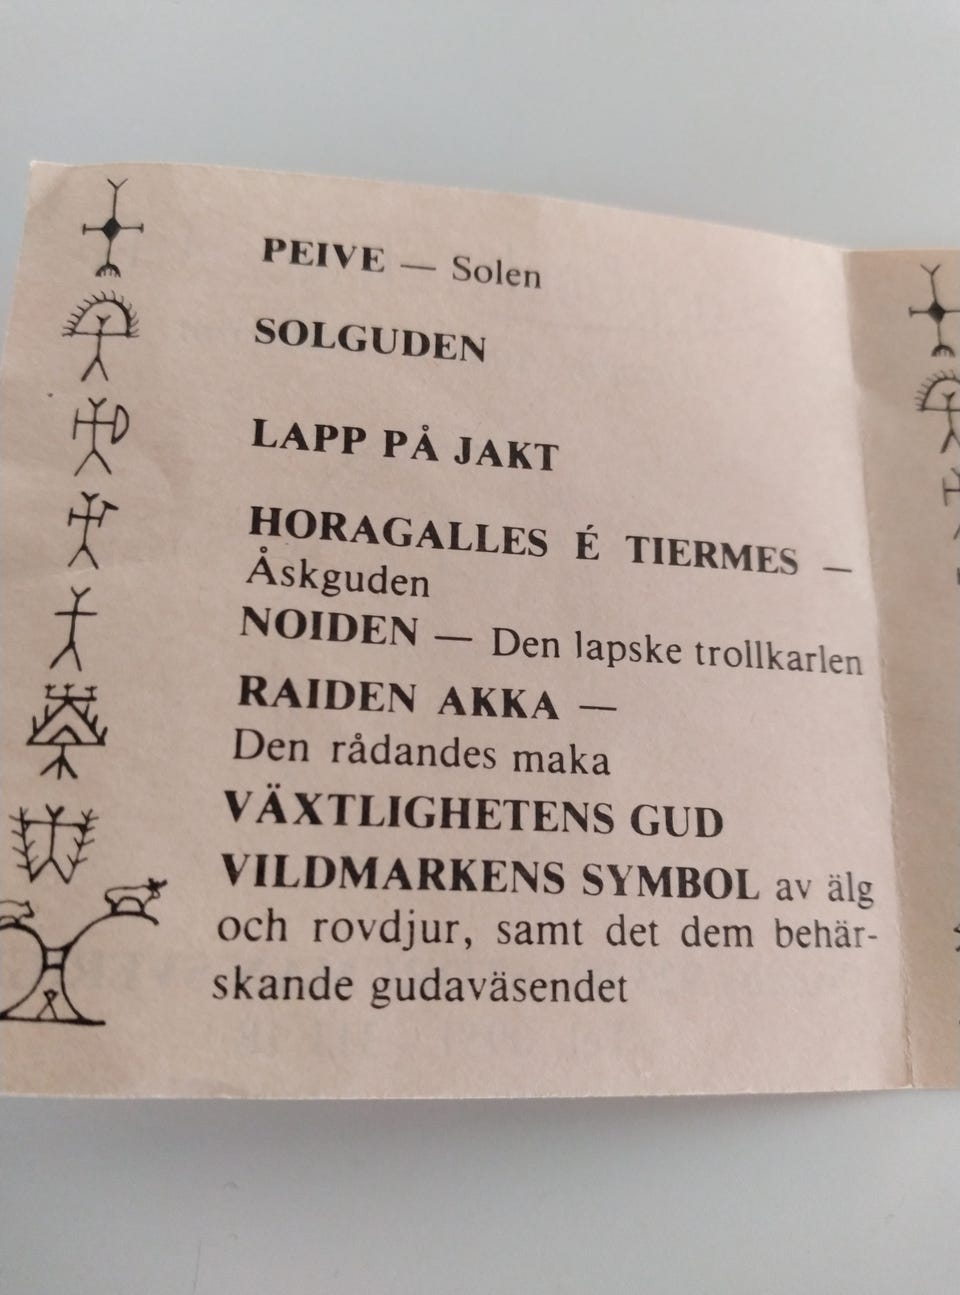 PEIVE — Solen
SOLGUDEN
LAPP PÅ JAKT
HORAGALLES É TIERMES —
Åskguden
NOIDEN — Den lapske trollkarlen
RAIDEN AKKA —
Den rådandes maka
VÄXTLIGHETENS GUD
VILDMARKENS SYMBOL av älg
och rovdjur, samt det dem behär-
skande gudaväsendet